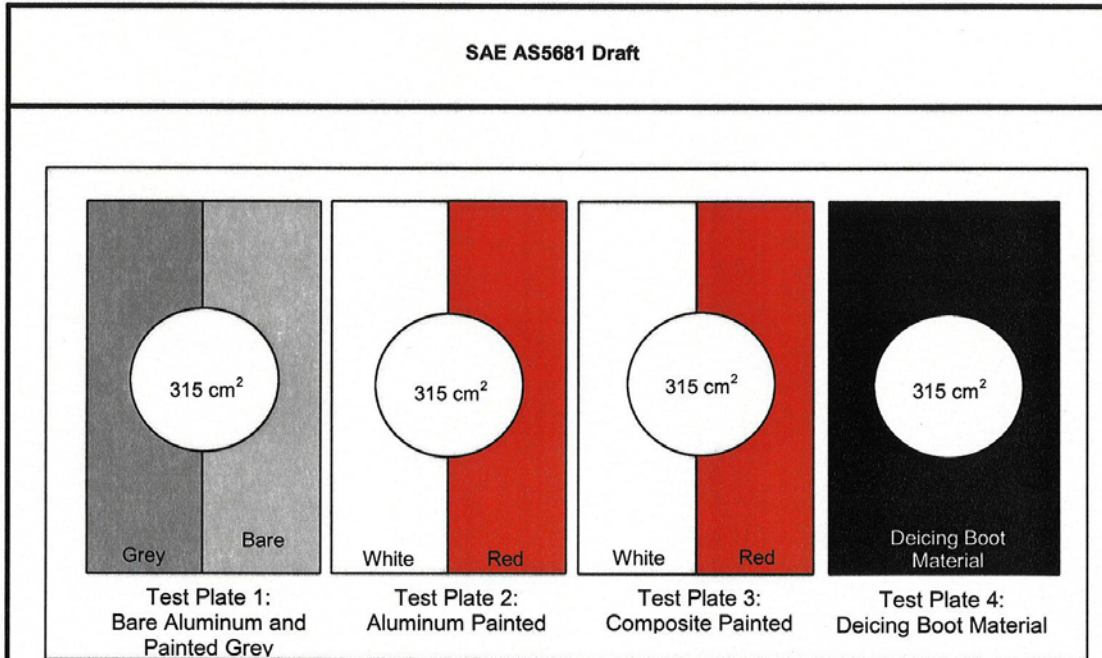 SAE AS5681 Draft
315 cm²
315 cm²
315 cm²
315 cm²
Grey
Bare
White
Red
White
Red
Deicing Boot
Material
Test Plate 1:
Bare Aluminum and
Painted Grey
Test Plate 2:
Aluminum Painted
Test Plate 3:
Composite Painted
Test Plate 4:
Deicing Boot Material